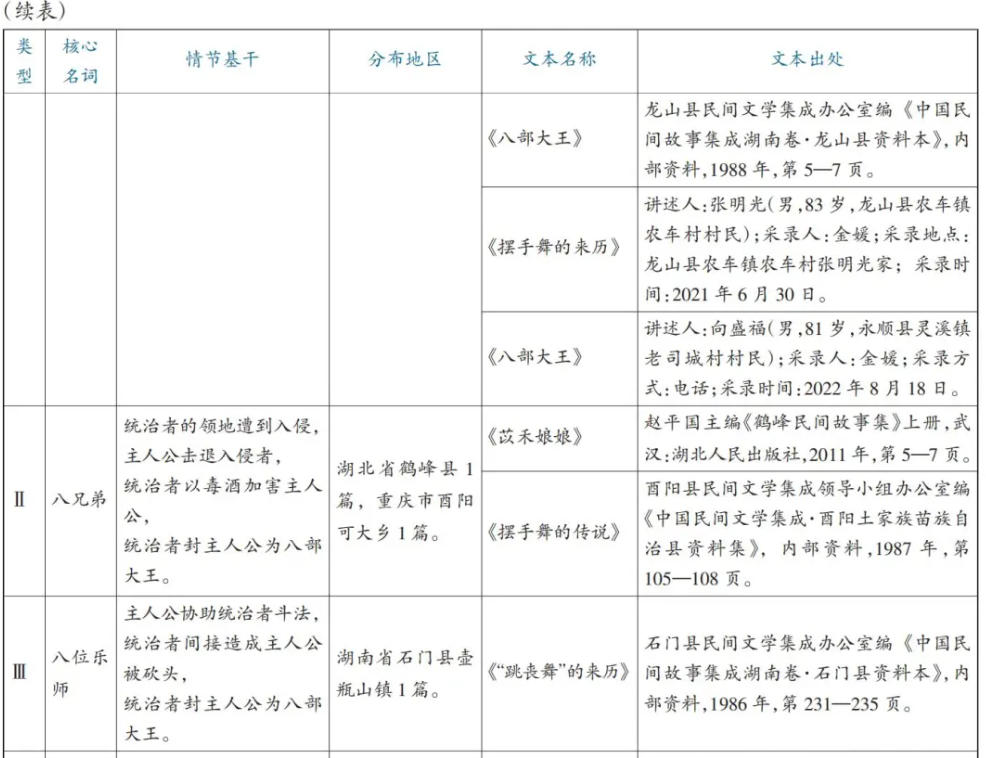 (续表)
类型
核心名词
情节基干
分布地区
文本名称
文本出处
《八部大王》
龙山县民间文学集成办公室编《中国民
间故事集成湖南卷·龙山县资料本》,内
部资料,1988 年,第 5—7 页。
《摆手舞的来历》
讲述人:张明光(男,83 岁,龙山县农车镇
农车村村民);采录人:金媛;采录地点:
龙山县农车镇农车村张明光家; 采录时
间:2021 年 6 月 30 日。
《八部大王》
讲述人:向盛福(男,81 岁,永顺县灵溪镇
老司城村村民);采录人:金媛;采录方
式:电话;采录时间:2022 年 8 月 18 日。
Ⅱ
八兄弟
统治者的领地遭到入侵,
主人公击退入侵者,
统治者以毒酒加害主人
公,
统治者封主人公为八部
大王。
湖北省鹤峰县 1
篇，重庆市酉阳
可大乡 1 篇。
《苡禾娘娘》
赵平国主编《鹤峰民间故事集》上册,武
汉:湖北人民出版社,2011 年,第 5—7 页。
《摆手舞的传说》
酉阳县民间文学集成领导小组办公室编
《中国民间文学集成·酉阳土家族苗族自
治县资料集》, 内部资料,1987 年,第
105—108 页。
Ⅲ
八位乐
师
主人公协助统治者斗法,
统治者间接造成主人公
被砍头,
统治者封主人公为八部
大王。
湖南省石门县壶
瓶山镇 1 篇。
《“跳丧舞”的来历》
石门县民间文学集成办公室编《中国民
间故事集成湖南卷·石门县资料本》,内
部资料,1986 年,第 231—235 页。